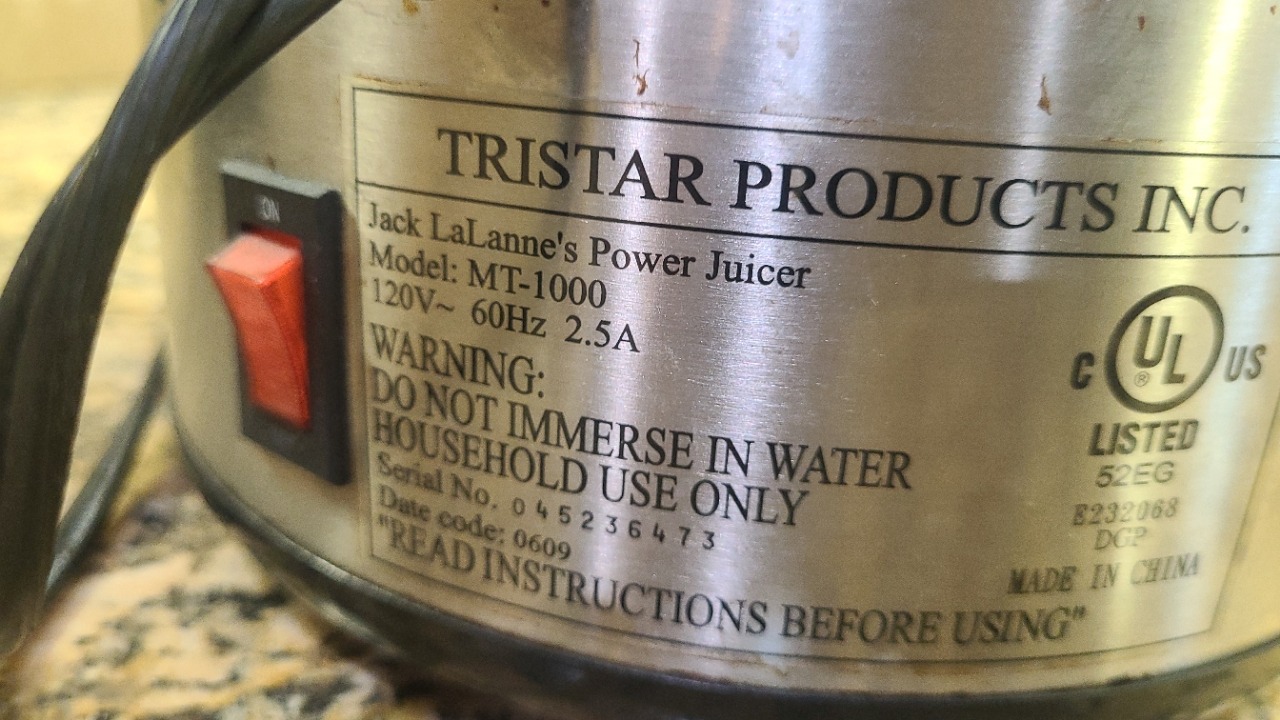 ON
TRISTAR PRODUCTS INC.
Jack LaLanne's Power Juicer
Model: MT-1000
120V~ 60Hz 2.5A
WARNING:
DO NOT IMMERSE IN WATER
HOUSEHOLD USE ONLY
Serial No. 045236473
Date code: 0609
"READ INSTRUCTIONS BEFORE USING"
C UL® US
LISTED
52EG
E232068
DGP
MADE IN CHINA